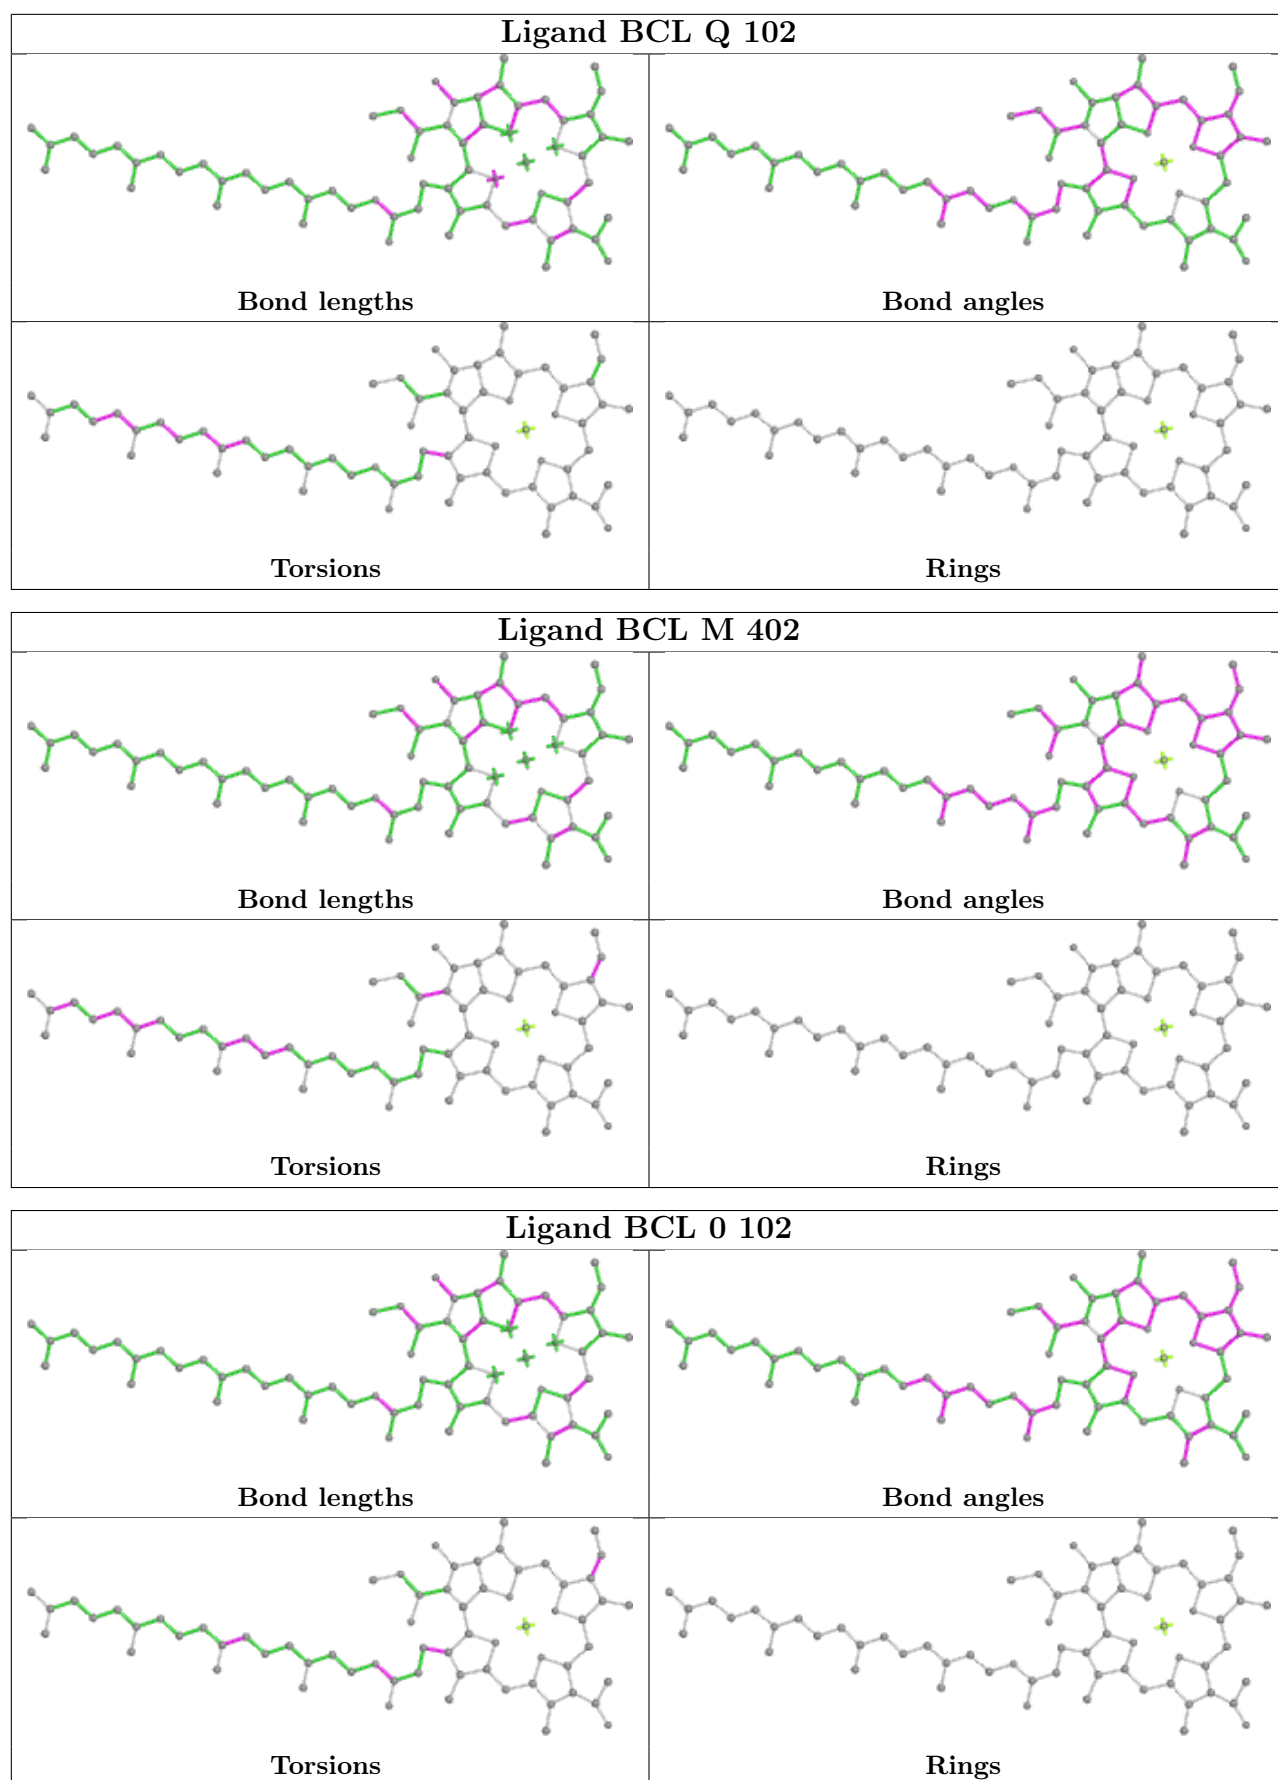 Ligand BCL Q 102
Bond lengths
Bond angles
Torsions
Rings
Ligand BCL M 402
Bond lengths
Bond angles
Torsions
Rings
Ligand BCL 0 102
Bond lengths
Bond angles
Torsions
Rings